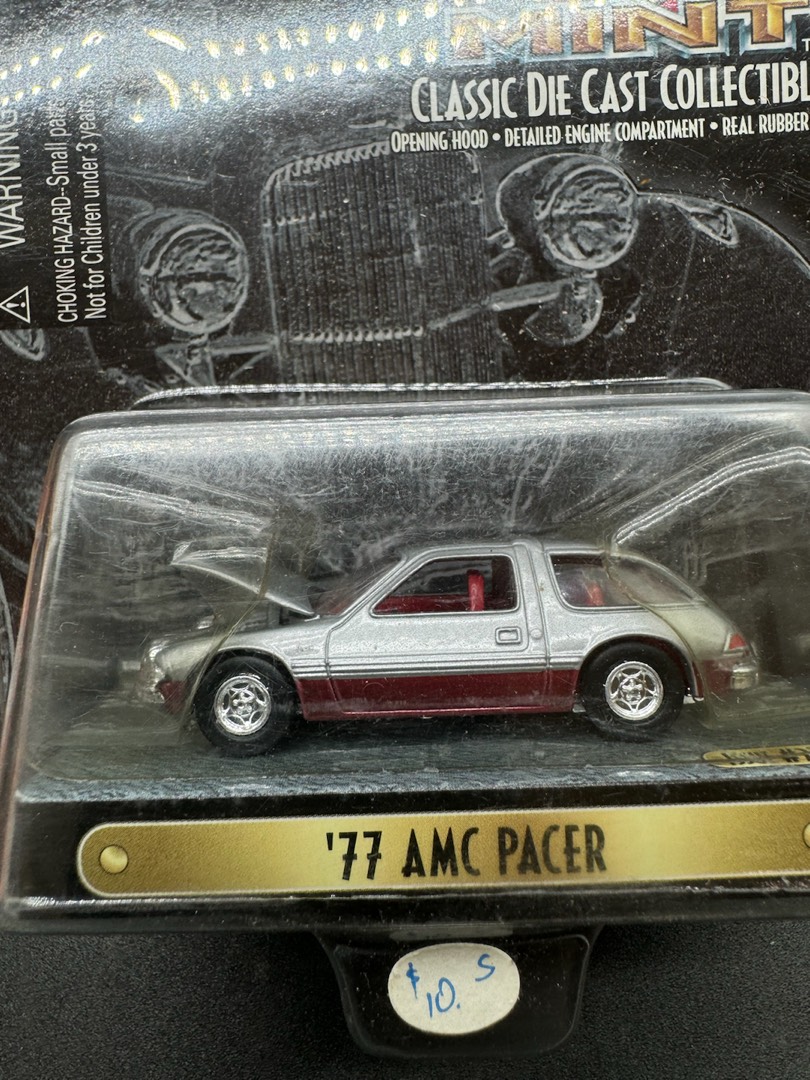 MINT
CLASSIC DIE CAST COLLECTIBL
OPENING HOOD • DETAILED ENGINE COMPARTMENT • REAL RUBBER
WARNING
CHOKING HAZARD--Small parts
Not for Children under 3 years.
'77 AMC PACER
$10. S